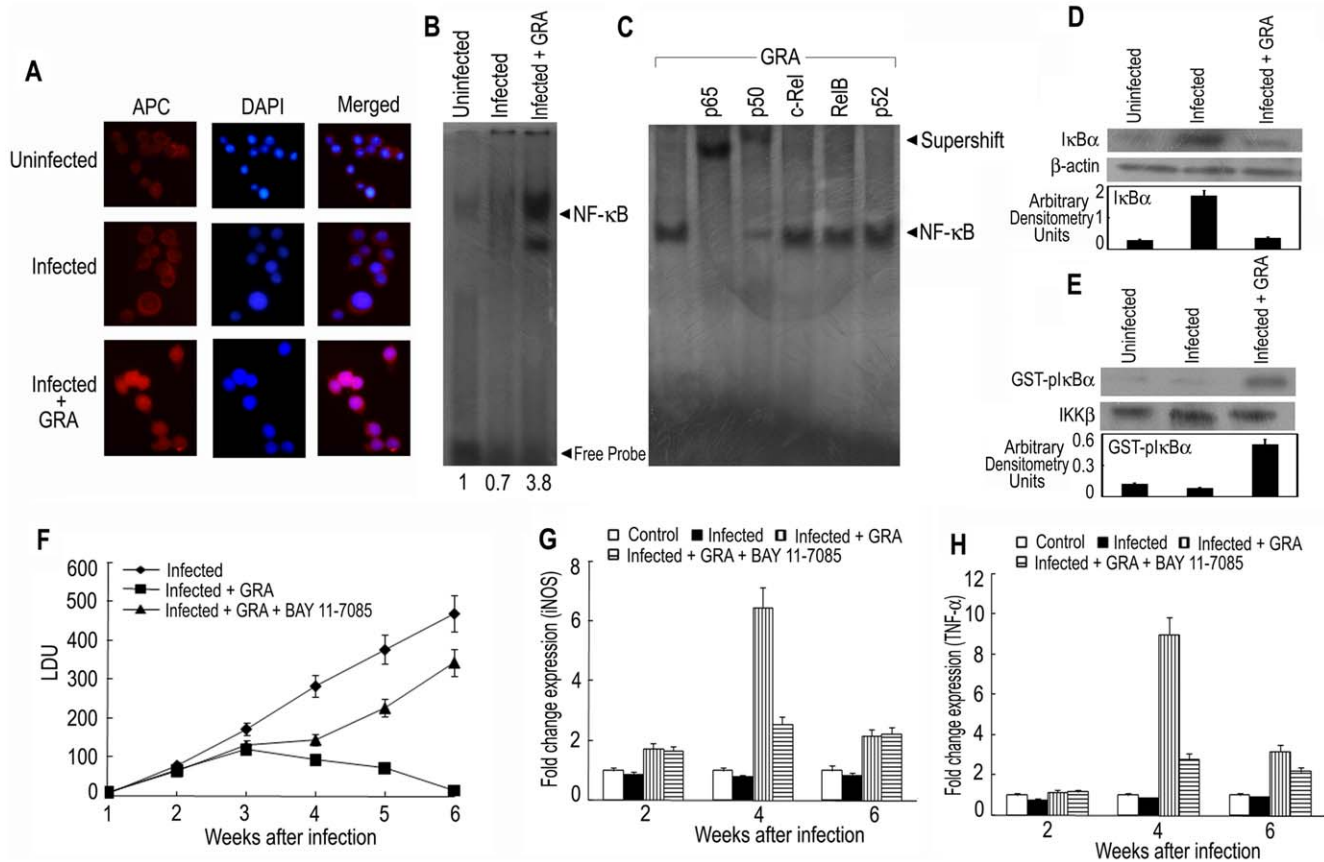 A
APC DAPI Merged
Uninfected
Infected
Infected
+
GRA
B
Uninfected
Infected
Infected + GRA
NF-κB
Free Probe
1 0.7 3.8
C
GRA
p65
p50
c-Rel
RelB
p52
Supershift
NF-κB
D
Uninfected
Infected
Infected + GRA
IκBα
β-actin
Arbitrary
Densitometry
Units
IκBα
2
1
0
E
Uninfected
Infected
Infected + GRA
GST-pIκBα
IKKβ
Arbitrary
Densitometry
Units
GST-pIκBα
0.6
0.3
0
F
Infected
Infected + GRA
Infected + GRA + BAY 11-7085
LDU
600
500
400
300
200
100
0
1 2 3 4 5 6
Weeks after infection
G
Control Infected Infected + GRA
Infected + GRA + BAY 11-7085
Fold change expression (iNOS)
8
6
4
2
0
2 4 6
Weeks after infection
H
Control Infected Infected + GRA
Infected + GRA + BAY 11-7085
Fold change expression (TNF-α)
12
10
8
6
4
2
0
2 4 6
Weeks after infection